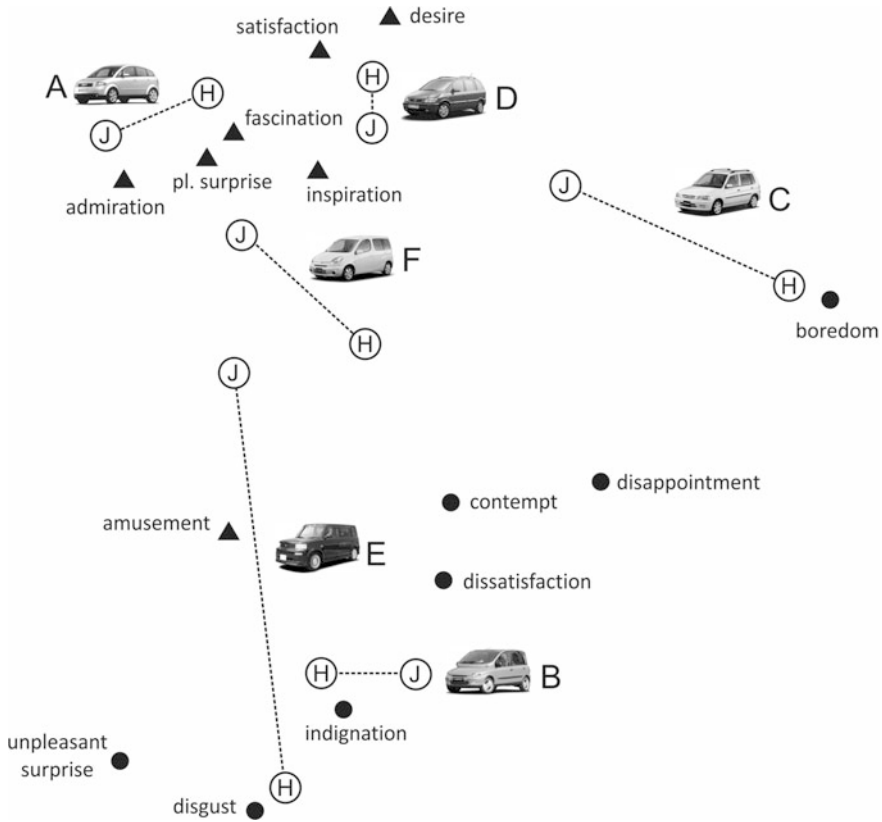 desire
satisfaction
A
H
H
D
J
J
fascination
pl. surprise
admiration
inspiration
J
C
J
F
H
boredom
H
J
disappointment
contempt
amusement
E
dissatisfaction
H
J
B
indignation
unpleasant
surprise
H
disgust